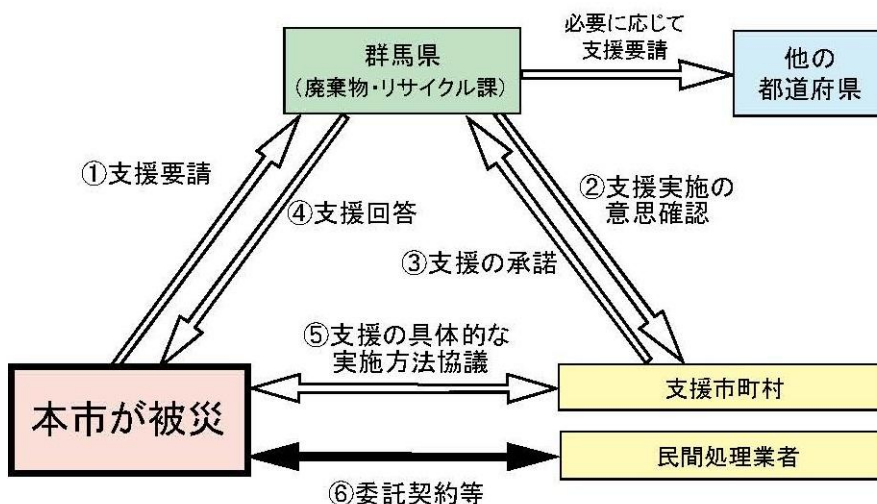 群馬県
(廃棄物・リサイクル課)
必要に応じて
支援要請
他の
都道府県
①支援要請
④支援回答
②支援実施の
意思確認
③支援の承諾
⑤支援の具体的な
実施方法協議
本市が被災
支援市町村
民間処理業者
⑥委託契約等